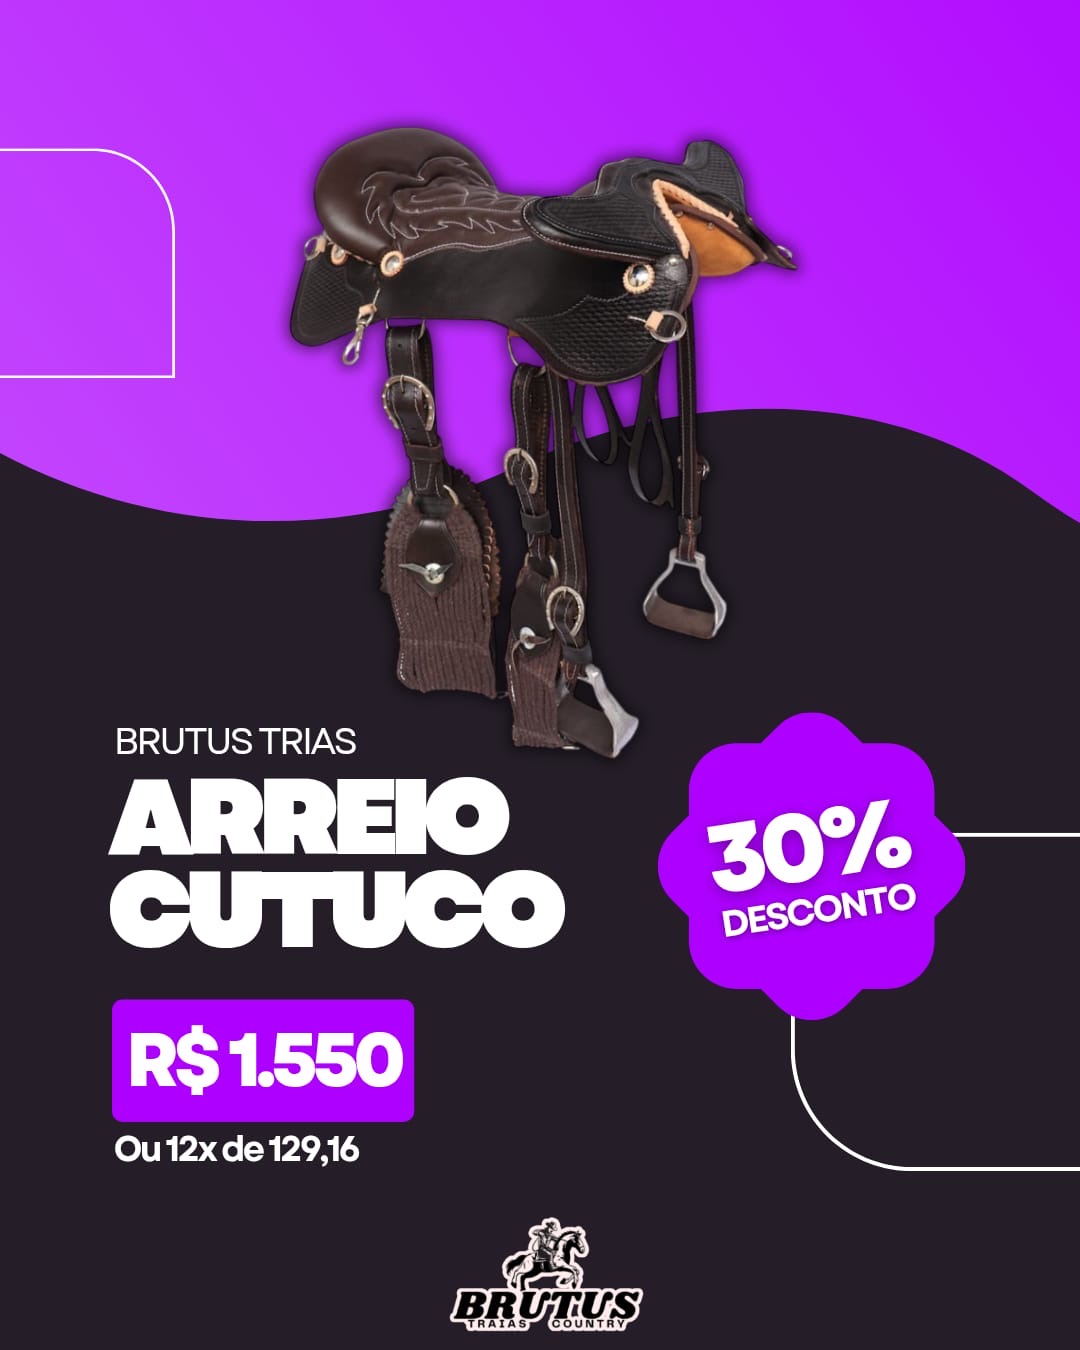 BRUTUS TRIAS
ARREIO
CUTUCO
30%
DESCONTO
R$ 1.550
Ou 12x de 129,16
BRUTUS
TRAIAS COUNTRY